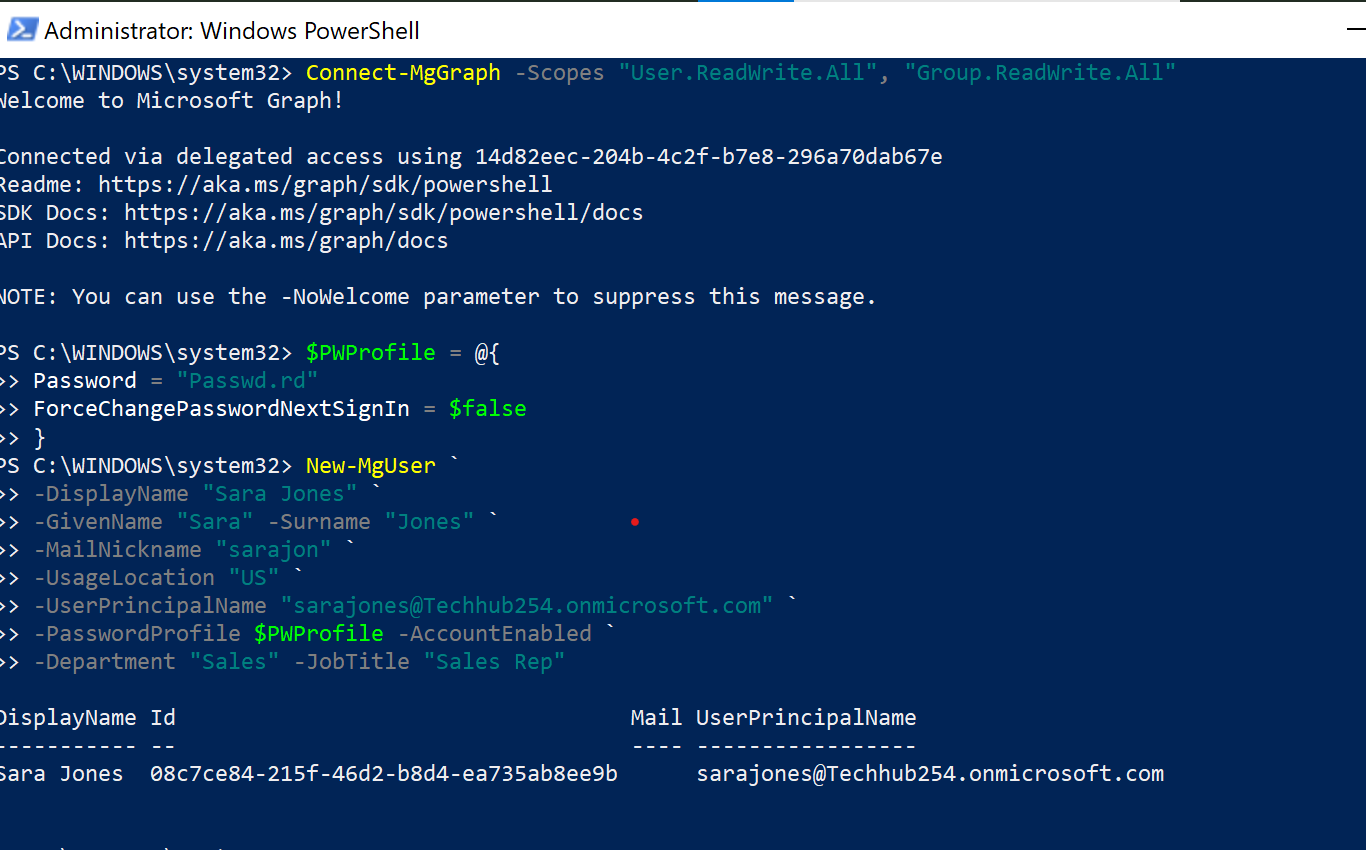 Administrator: Windows PowerShell
PS C:\WINDOWS\system32> Connect-MgGraph -Scopes "User.ReadWrite.All", "Group.ReadWrite.All"
Welcome to Microsoft Graph!
Connected via delegated access using 14d82eec-204b-4c2f-b7e8-296a70dab67e
Readme: https://aka.ms/graph/sdk/powershell
SDK Docs: https://aka.ms/graph/sdk/powershell/docs
API Docs: https://aka.ms/graph/docs
NOTE: You can use the -NoWelcome parameter to suppress this message.
PS C:\WINDOWS\system32> $PWProfile = @{
>> Password = "Passwd.rd"
>> ForceChangePasswordNextSignIn = $false
>> }
PS C:\WINDOWS\system32> New-MgUser `
>> -DisplayName "Sara Jones" `
>> -GivenName "Sara" -Surname "Jones" `
>> -MailNickname "sarajon" `
>> -UsageLocation "US" `
>> -UserPrincipalName "sarajones@Techhub254.onmicrosoft.com" `
>> -PasswordProfile $PWProfile -AccountEnabled `
>> -Department "Sales" -JobTitle "Sales Rep"
DisplayName Id Mail UserPrincipalName
----------- -- ---- -----------------
Sara Jones 08c7ce84-215f-46d2-b8d4-ea735ab8ee9b sarajones@Techhub254.onmicrosoft.com